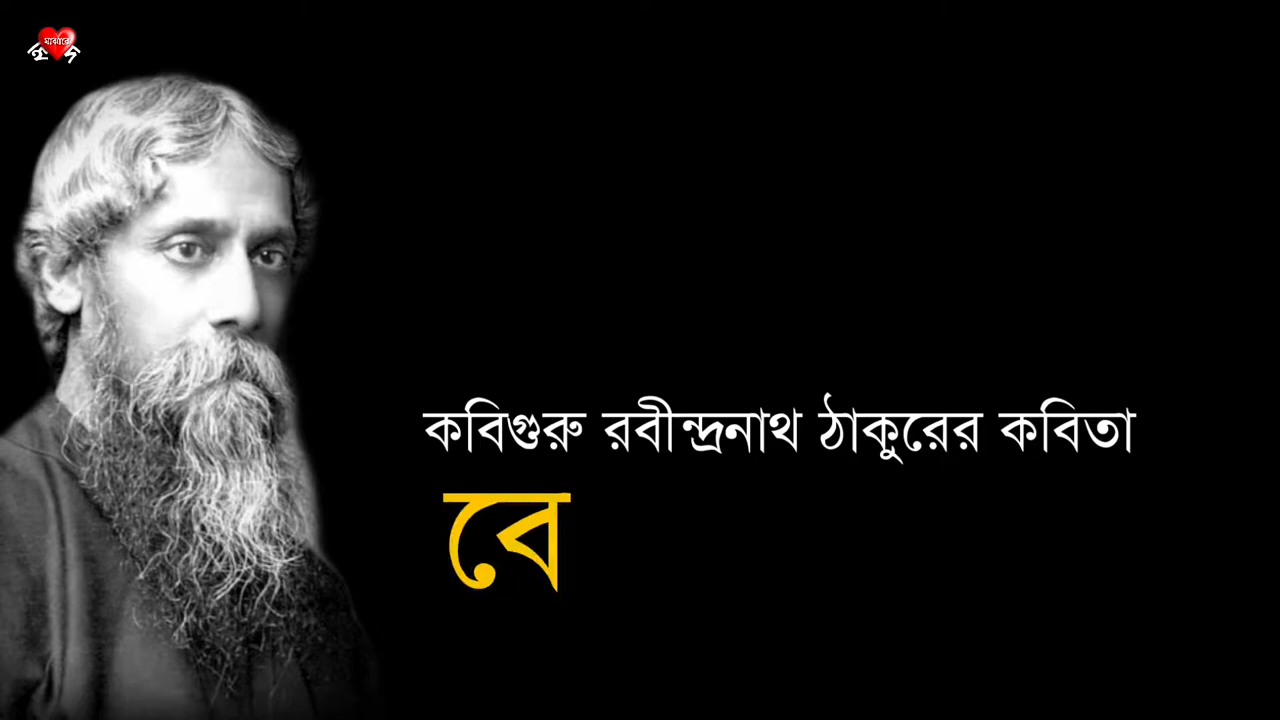 মাঝারে
হৃদ
কবিগুরু রবীন্দ্রনাথ ঠাকুরের কবিতা
বে